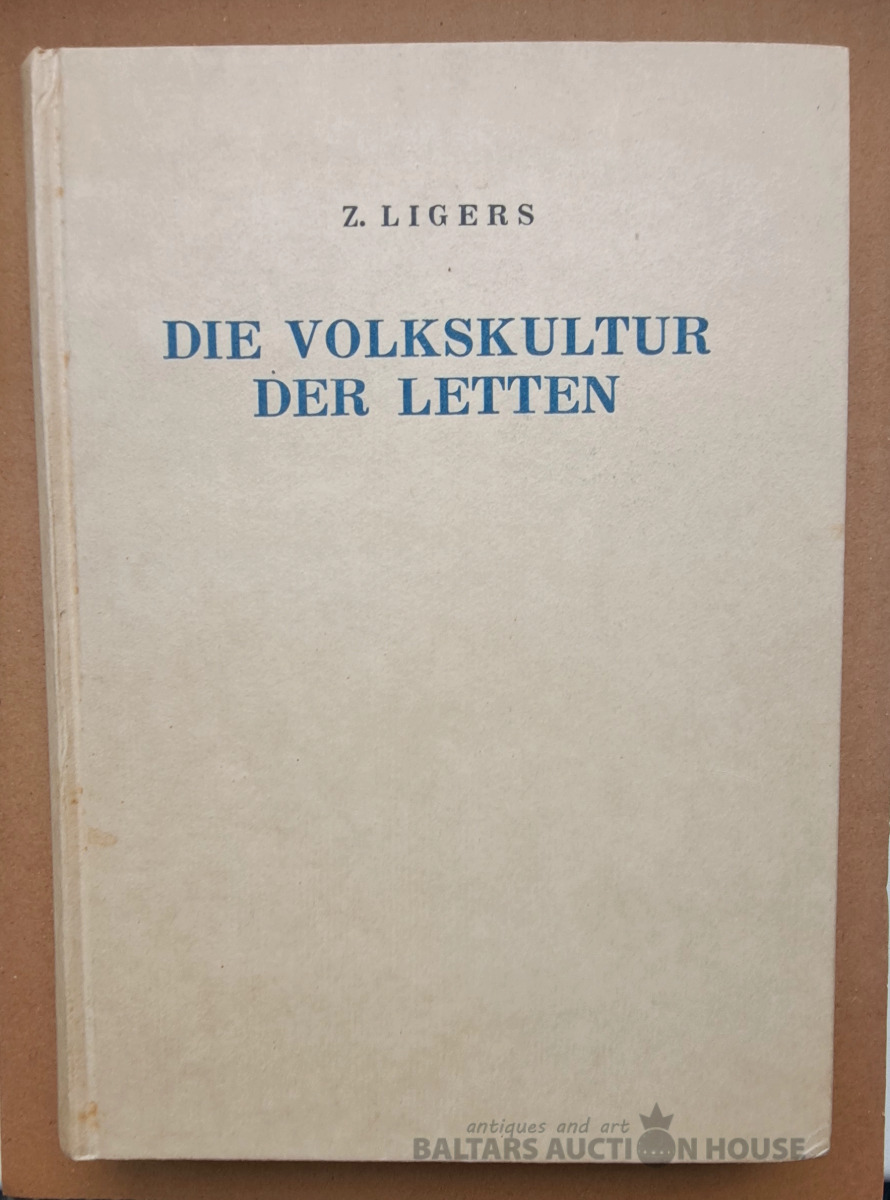 Z. LIGERS
DIE VOLKSKULTUR
DER LETTEN
antiques and art
BALTARS AUCTION HOUSE